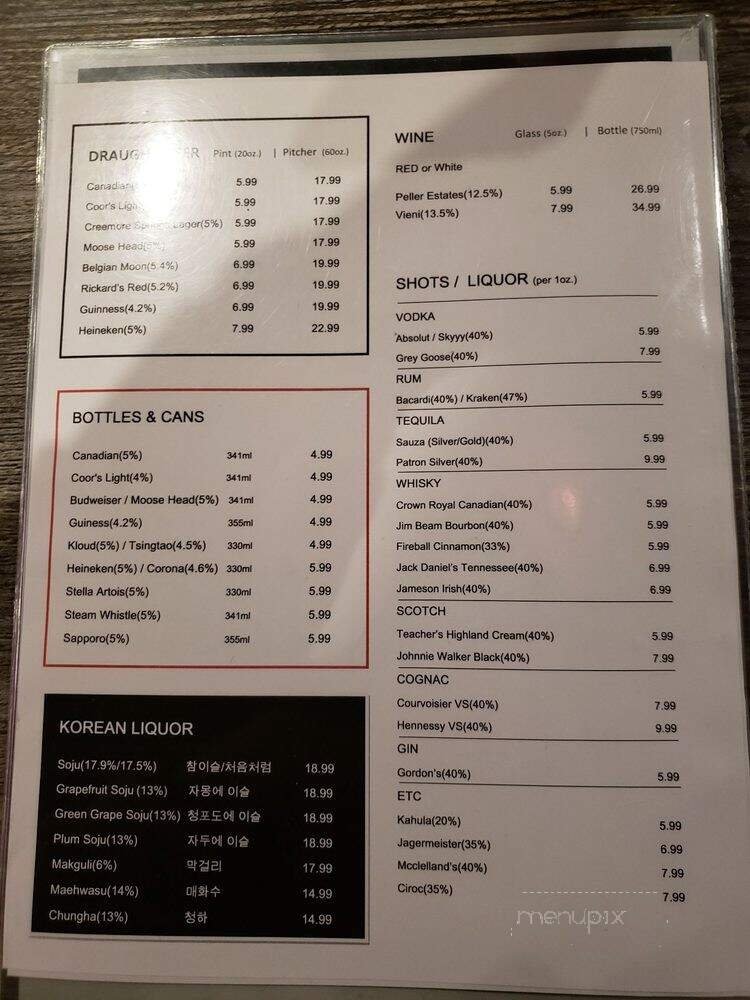 DRAUG ER Pint (20oz.) | Pitcher (60oz.)
Canadian( 5.99 17.99
Coor's Ligh 5.99 17.99
Creemore Springs Lager(5%) 5.99 17.99
Moose Head(5%) 5.99 17.99
Belgian Moon(5.4%) 6.99 19.99
Rickard's Red(5.2%) 6.99 19.99
Guinness(4.2%) 6.99 19.99
Heineken(5%) 7.99 22.99
BOTTLES & CANS
Canadian(5%) 341ml 4.99
Coor's Light(4%) 341ml 4.99
Budweiser / Moose Head(5%) 341ml 4.99
Guiness(4.2%) 355ml 4.99
Kloud(5%) / Tsingtao(4.5%) 330ml 4.99
Heineken(5%) / Corona(4.6%) 330ml 5.99
Stella Artois(5%) 330ml 5.99
Steam Whistle(5%) 341ml 5.99
Sapporo(5%) 355ml 5.99
KOREAN LIQUOR
Soju(17.9%/17.5%) 참이슬/처음처럼 18.99
Grapefruit Soju (13%) 자몽에 이슬 18.99
Green Grape Soju(13%) 청포도에 이슬 18.99
Plum Soju(13%) 자두에 이슬 18.99
Makguli(6%) 막걸리 17.99
Maehwasu(14%) 매화수 14.99
Chungha(13%) 청하 14.99
WINE Glass (5oz.) | Bottle (750ml)
RED or White
Peller Estates(12.5%) 5.99 26.99
Vieni(13.5%) 7.99 34.99
SHOTS / LIQUOR (per 1oz.)
VODKA
Absolut / Skyyy(40%) 5.99
Grey Goose(40%) 7.99
RUM
Bacardi(40%) / Kraken(47%) 5.99
TEQUILA
Sauza (Silver/Gold)(40%) 5.99
Patron Silver(40%) 9.99
WHISKY
Crown Royal Canadian(40%) 5.99
Jim Beam Bourbon(40%) 5.99
Fireball Cinnamon(33%) 5.99
Jack Daniel's Tennessee(40%) 6.99
Jameson Irish(40%) 6.99
SCOTCH
Teacher's Highland Cream(40%) 5.99
Johnnie Walker Black(40%) 7.99
COGNAC
Courvoisier VS(40%) 7.99
Hennessy VS(40%) 9.99
GIN
Gordon's(40%) 5.99
ETC
Kahula(20%) 5.99
Jagermeister(35%) 6.99
Mcclelland's(40%) 7.99
Ciroc(35%) 7.99
menupix